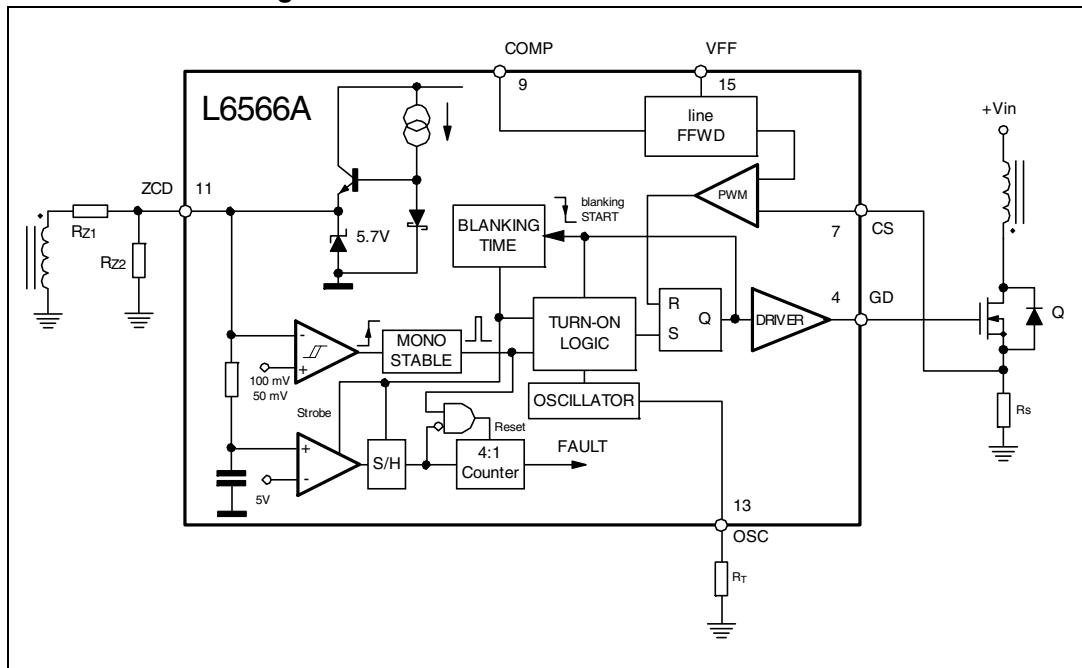 COMP
VFF
9
15
L6566A
line
FFWD
+Vin
ZCD
11
PWM
blanking
START
RZ1
BLANKING
TIME
5.7V
7
CS
RZ2
R
S
Q
4
GD
TURN-ON
LOGIC
DRIVER
Q
MONO
STABLE
100 mV
50 mV
OSCILLATOR
Strobe
Reset
Rs
FAULT
S/H
4:1
Counter
5V
13
OSC
RT